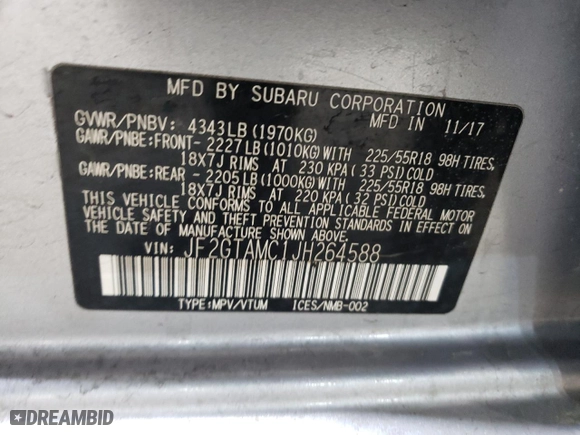 MFD BY SUBARU CORPORATION
GVWR/PNBV: 4343LB(1970KG) MFD IN 11/17
GAWR/PNBE:FRONT- 2227LB(1010KG)WITH 225/55R18 98H TIRES,
18X7J RIMS AT 230 KPA(33 PSI)COLD
GAWR/PNBE:REAR - 2205LB(1000KG)WITH 225/55R18 98H TIRES,
18X7J RIMS AT 220 KPA(32 PSI)COLD
THIS VEHICLE CONFORMS TO ALL APPLICABLE FEDERAL MOTOR
VEHICLE SAFETY AND THEFT PREVENTION STANDARDS IN EFFECT ON
THE DATE OF MANUFACTURE SHOWN ABOVE.
VIN: JF2GTAMC1JH264588
TYPE:MPV/VTUM ICES/NMB-002
DREAMBID